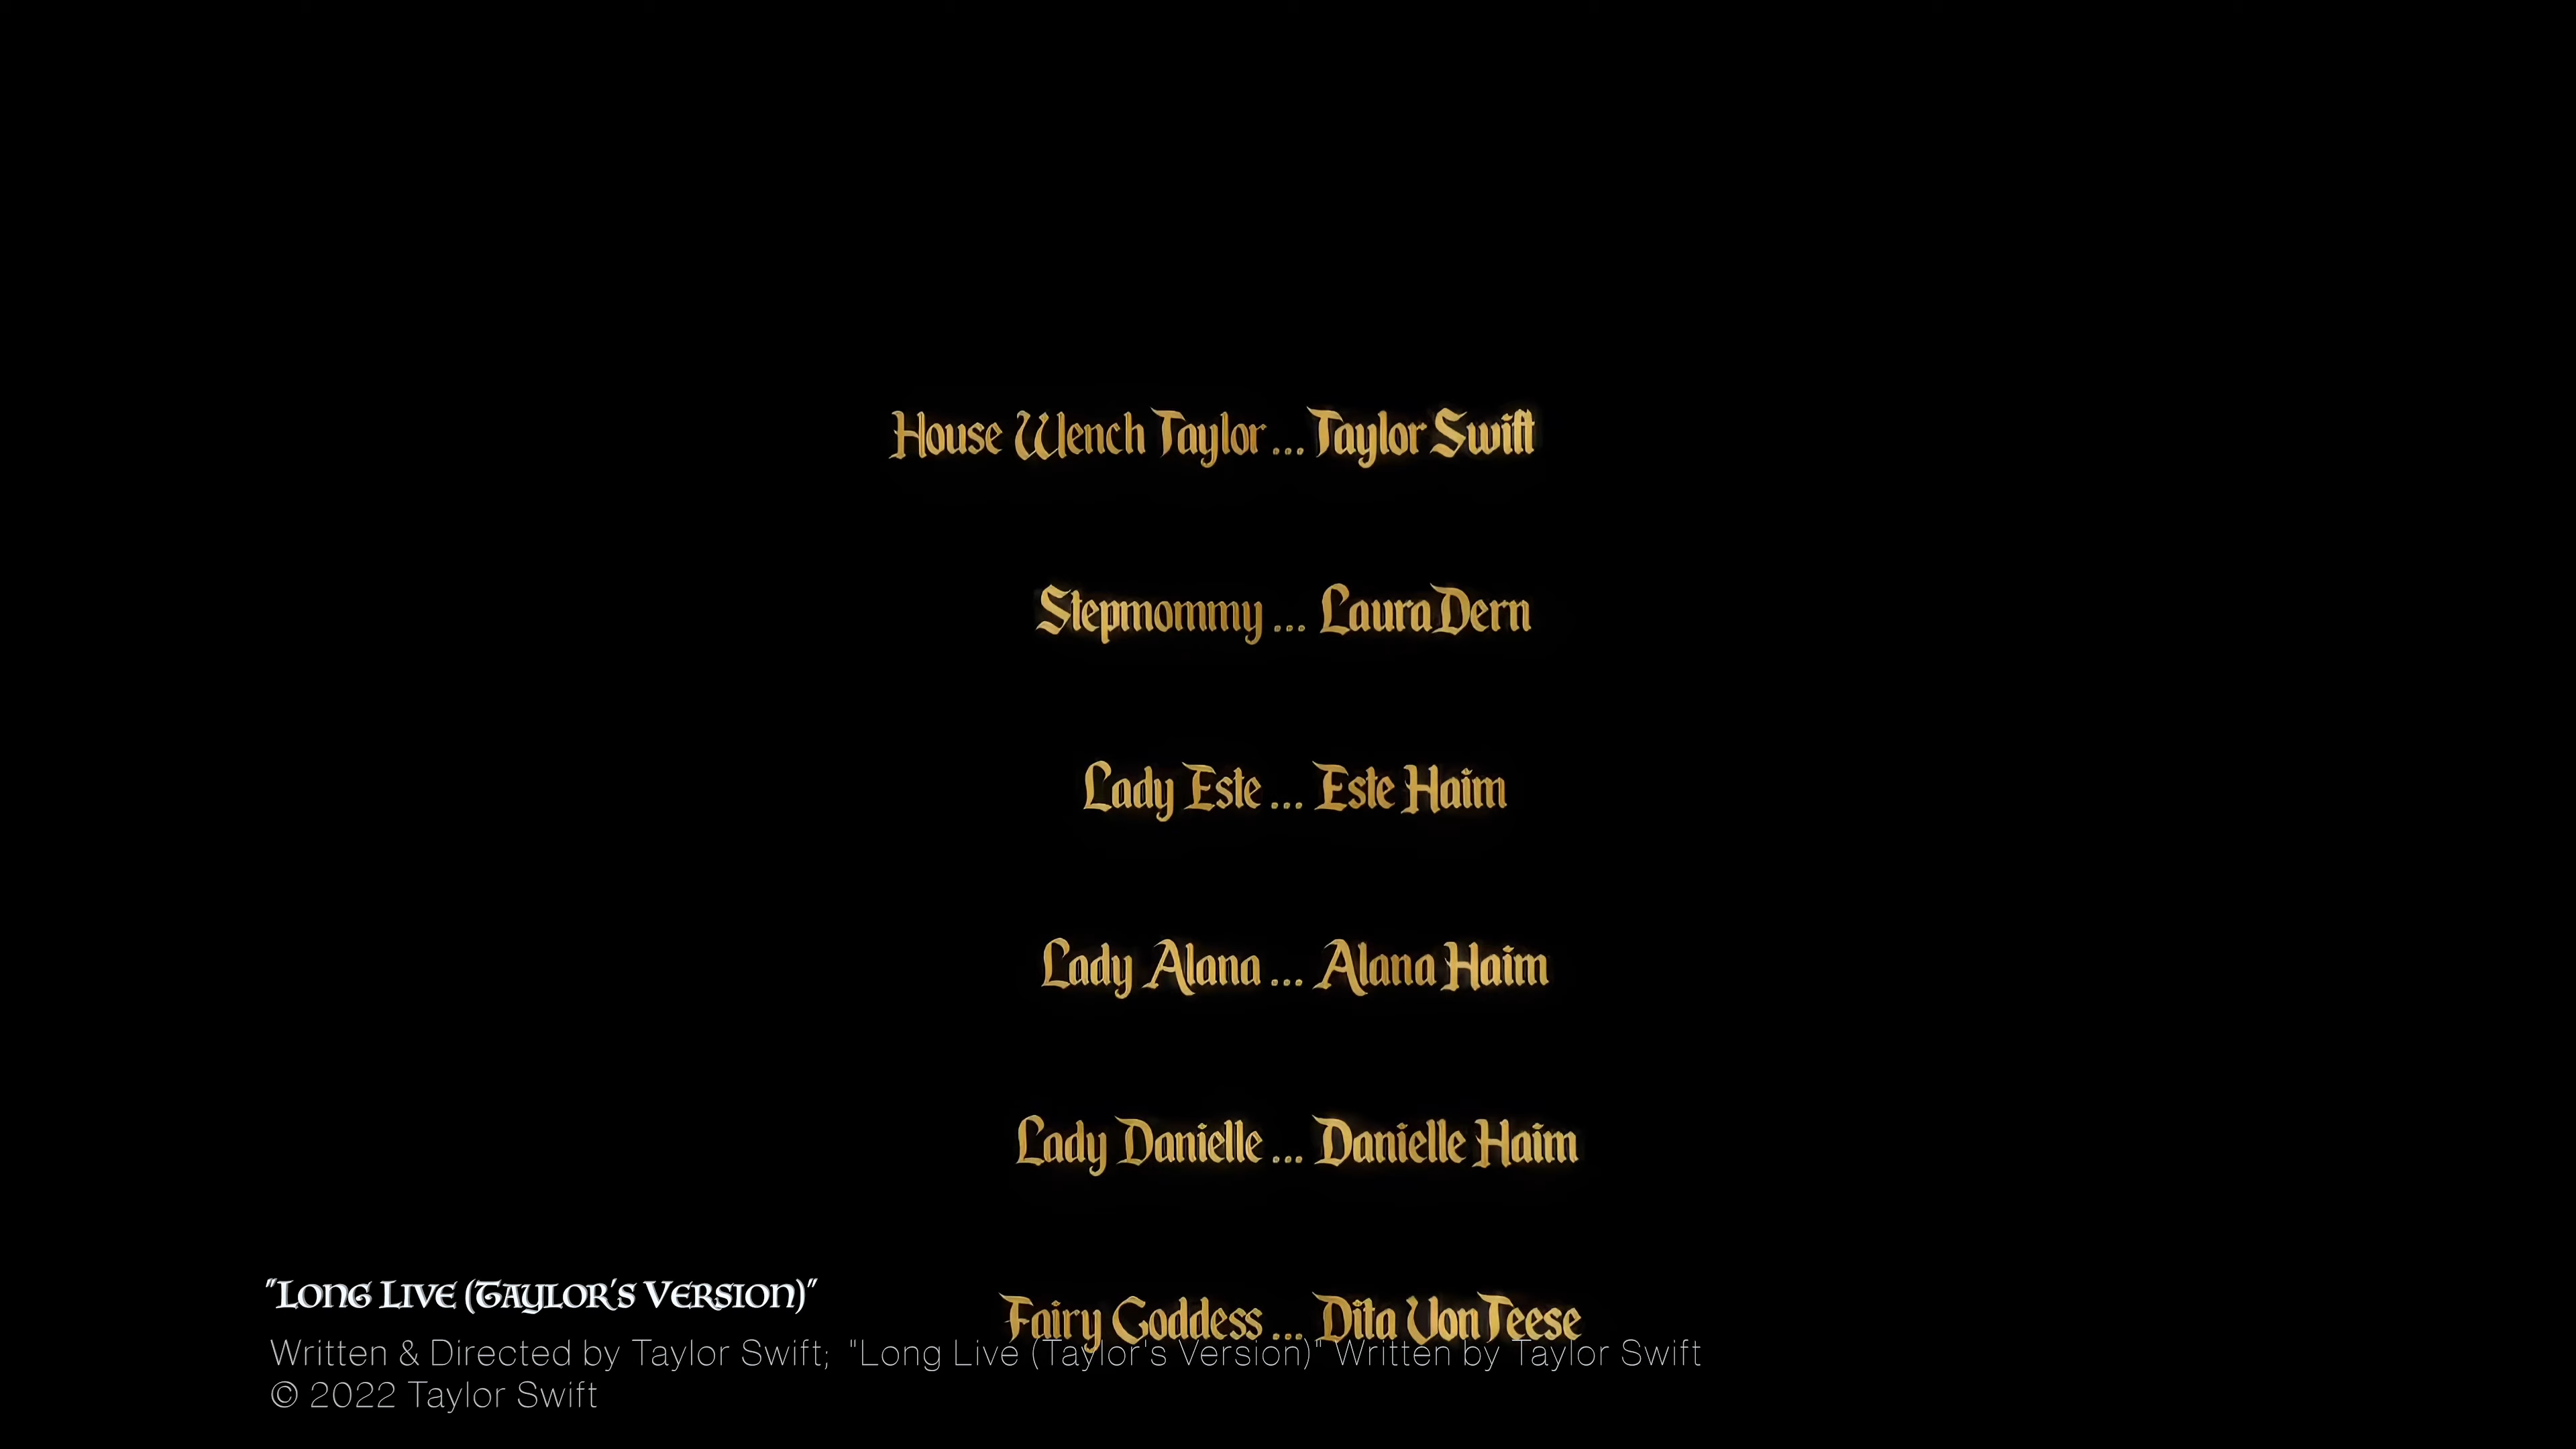 House Wench Taylor ... Taylor Swift
Stepmommy ... Laura Dern
Lady Este ... Este Haim
Lady Alana ... Alana Haim
Lady Danielle ... Danielle Haim
Fairy Goddess ... Dita Von Teese
"Long Live (Taylor's Version)"
Written & Directed by Taylor Swift; "Long Live (Taylor's Version)" Written by Taylor Swift
© 2022 Taylor Swift